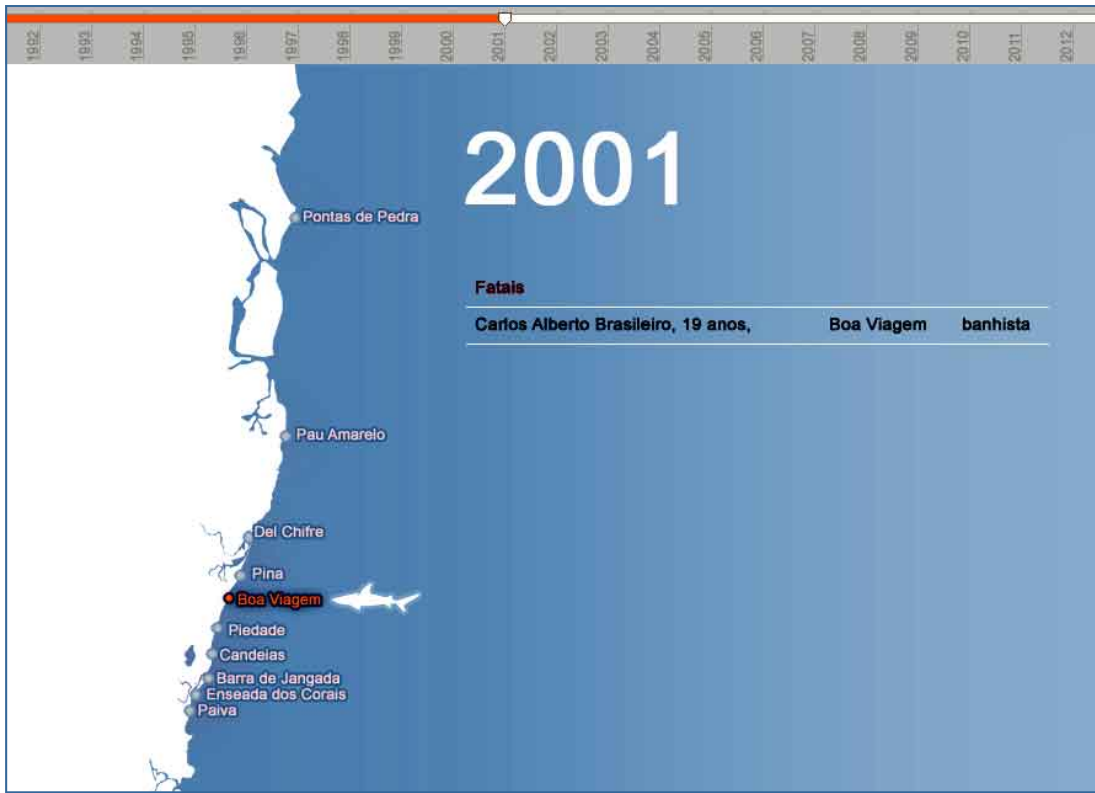 1992 1993 1994 1995 1996 1997 1998 1999 2000 2001 2002 2003 2004 2005 2006 2007 2008 2009 2010 2011 2012
2001
Pontas de Pedra
Fatais
Carlos Alberto Brasileiro, 19 anos, Boa Viagem banhista
Pau Amarelo
Del Chifre
Pina
Boa Viagem
Piedade
Candeias
Barra de Jangada
Enseada dos Corais
Paiva